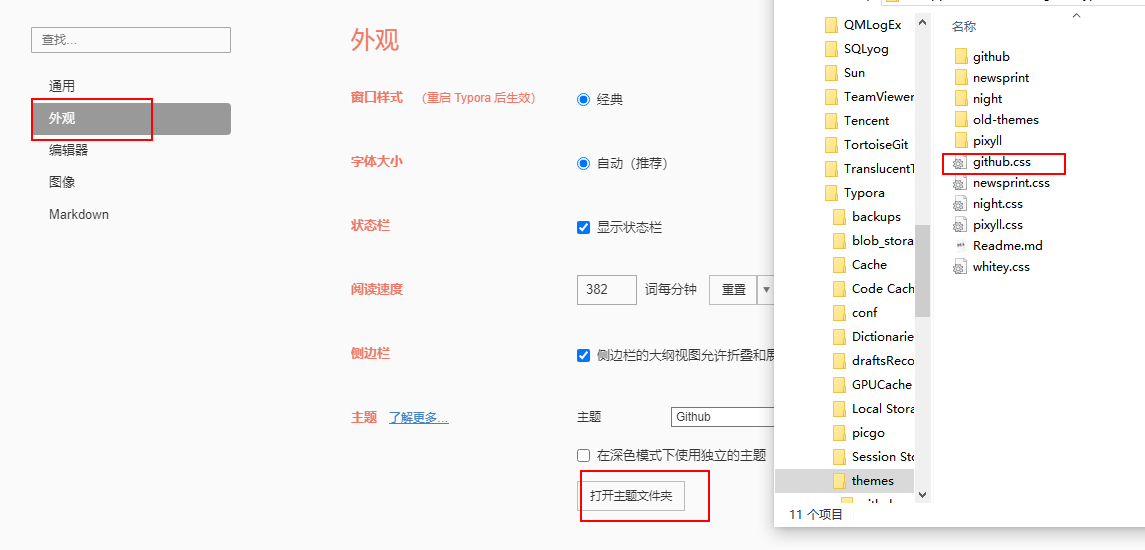 查找...
通用
外观
编辑器
图像
Markdown
外观
窗口样式 （重启 Typora 后生效） 经典
字体大小 自动（推荐）
状态栏 显示状态栏
阅读速度 382 词每分钟 重置
侧边栏 侧边栏的大纲视图允许折叠和展
主题 了解更多... 主题 Github
在深色模式下使用独立的主题
打开主题文件夹
QMLogEx
SQLyog
Sun
TeamViewer
Tencent
TortoiseGit
TranslucentT
Typora
backups
blob_stora
Cache
Code Cach
conf
Dictionarie
draftsReco
GPUCache
Local Stora
picgo
Session Sto
themes
名称
github
newsprint
night
old-themes
pixyll
github.css
newsprint.css
night.css
pixyll.css
Readme.md
whitey.css
11 个项目